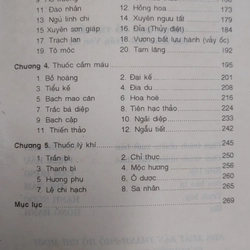 11 Đào nhân 12 Hồng hoa 173
13 Ngũ linh chi 14 Xuyên ngưu tất 179
15 Xuyên sơn giáp 16 Đỉa (Thủy điệt) 184
17 Trạch lan 18 Vương bất lưu hành (vẩy ốc) 188
19 Tô mộc 20 Tam lăng 192
Chương 4. Thuốc cầm máu 195
1 Bồ hoàng 2 Đại kế 201
3 Tiểu kế 4 Địa du 208
5 Bạch mao căn 6 Hoa hoè 216
7 Trắc bá diệp 8 Tiên hạc thảo 223
9 Bạch cập 10 Ngải diệp 232
11 Thiến thảo 12 Ngẫu tiết 242
Chương 5. Thuốc lý khí 245
1. Trần bì 2. Chỉ thực 250
3. Thanh bì 4. Mộc hương 256
5. Hương phụ 6. Ô dược 261
7. Lệ chi hạch 8. Sa nhân 265
Mục lục 269